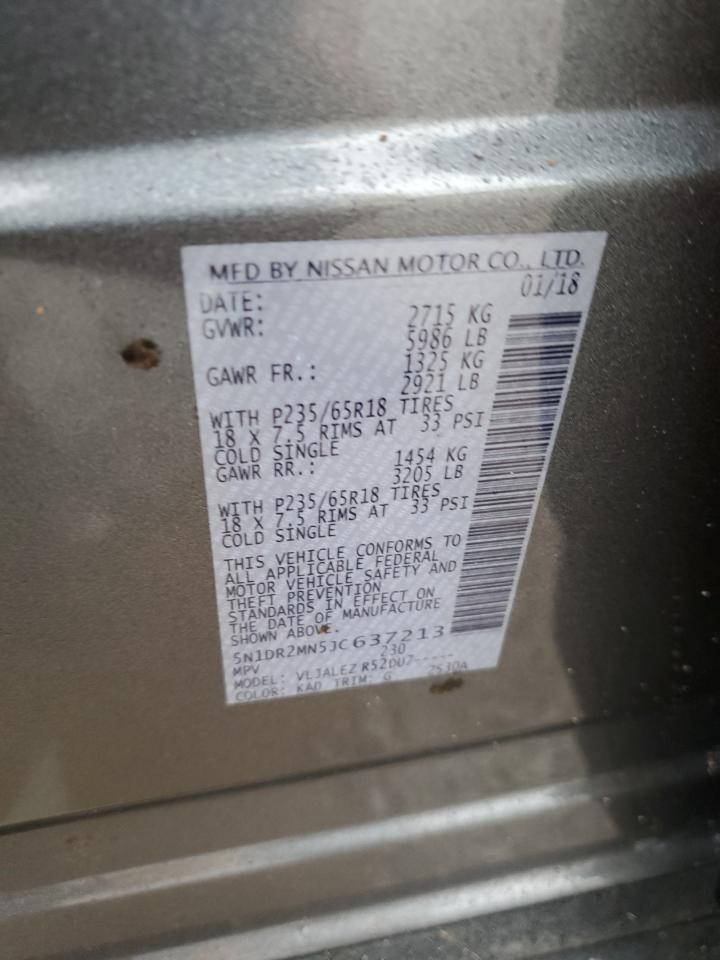 MFD BY NISSAN MOTOR CO., LTD.
DATE: 01/18
GVWR: 2715 KG
5986 LB
GAWR FR.: 1325 KG
2921 LB
WITH P235/65R18 TIRES
18 X 7.5 RIMS AT 33 PSI
COLD SINGLE
GAWR RR.: 1454 KG
3205 LB
WITH P235/65R18 TIRES
18 X 7.5 RIMS AT 33 PSI
COLD SINGLE
THIS VEHICLE CONFORMS TO
ALL APPLICABLE FEDERAL
MOTOR VEHICLE SAFETY AND
THEFT PREVENTION
STANDARDS IN EFFECT ON
THE DATE OF MANUFACTURE
SHOWN ABOVE.
5N1DR2MN5JC637213
MPV 230
MODEL: VLJALEZ R52DU7-----
COLOR: KAD TRIM: G 7530A